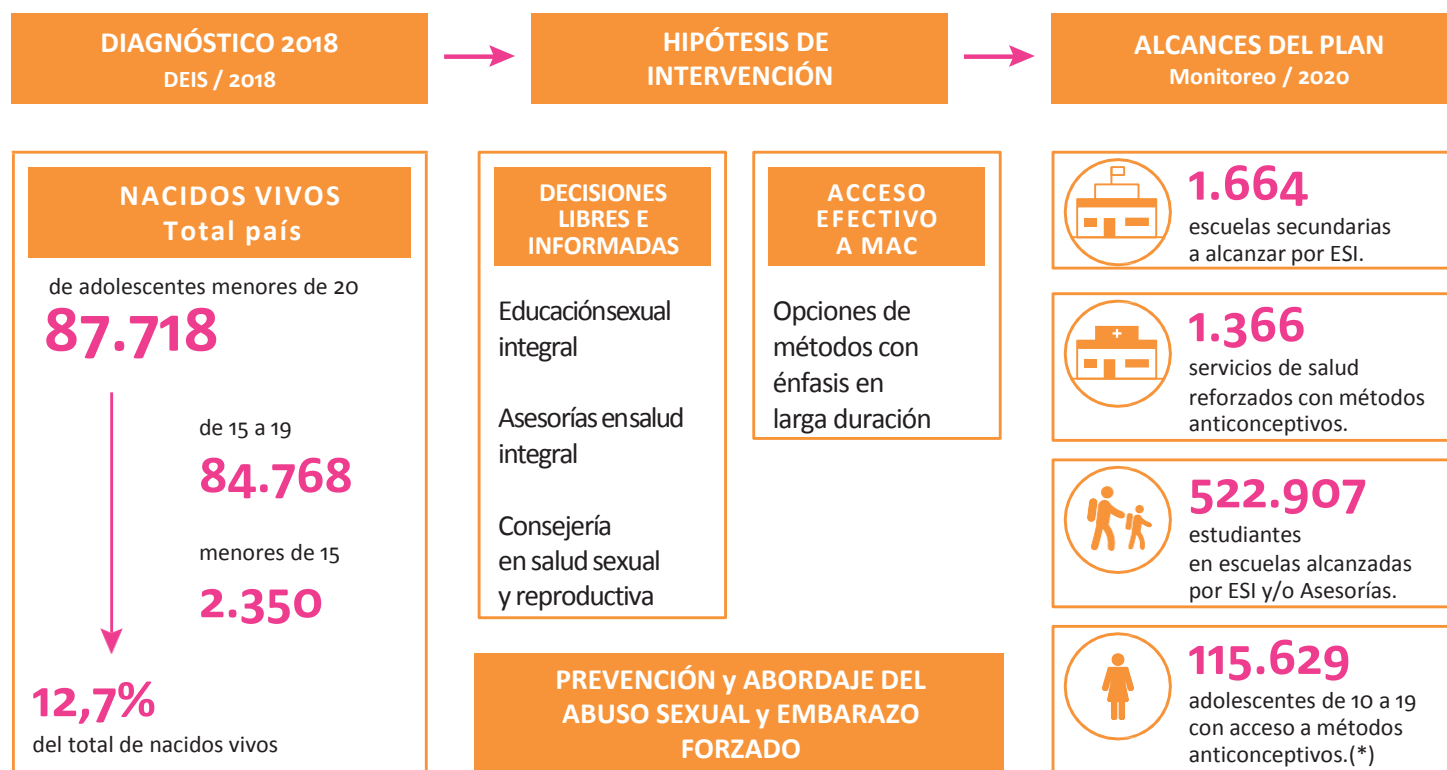 DIAGNÓSTICO 2018
DEIS / 2018
HIPÓTESIS DE
INTERVENCIÓN
ALCANCES DEL PLAN
Monitoreo / 2020
NACIDOS VIVOS
Total país
de adolescentes menores de 20
87.718
de 15 a 19
84.768
menores de 15
2.350
12,7%
del total de nacidos vivos
DECISIONES
LIBRES E
INFORMADAS
Educaciónsexual
integral
Asesorías ensalud
integral
Consejería
en salud sexual
y reproductiva
ACCESO
EFECTIVO
A MAC
Opciones de
métodos con
énfasis en
larga duración
PREVENCIÓN y ABORDAJE DEL
ABUSO SEXUAL y EMBARAZO
FORZADO
1.664
escuelas secundarias
a alcanzar por ESI.
1.366
servicios de salud
reforzados con métodos
anticonceptivos.
522.907
estudiantes
en escuelas alcanzadas
por ESI y/o Asesorías.
115.629
adolescentes de 10 a 19
con acceso a métodos
anticonceptivos.(*)